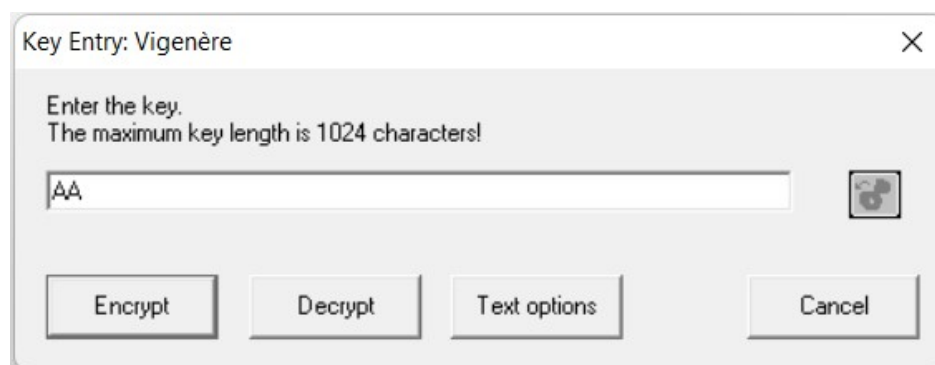 Key Entry: Vigenère
Enter the key.
The maximum key length is 1024 characters!
AA
Encrypt Decrypt Text options Cancel